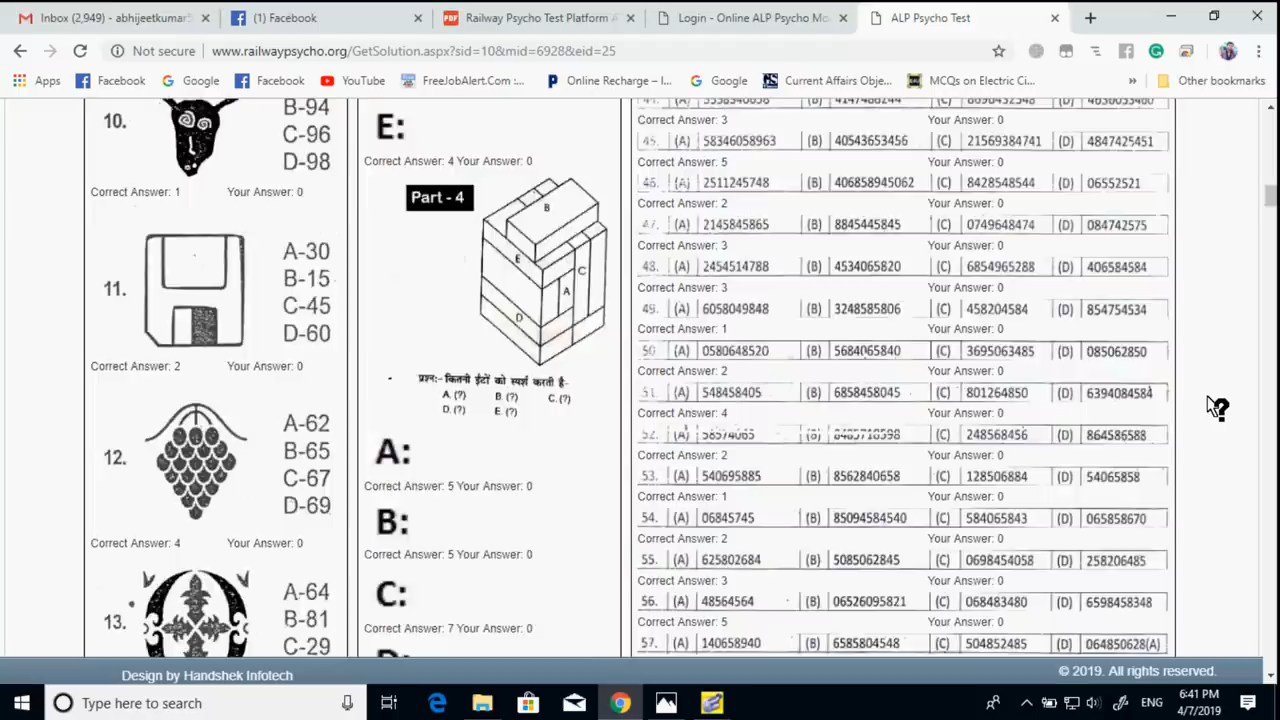 Inbox (2,949) - abhijeetkumar5
(1) Facebook
Railway Psycho Test Platform A
Login - Online ALP Psycho Mo
ALP Psycho Test
Not secure
www.railwaypsycho.org/GetSolution.aspx?sid=10&mid=6928&eid=25
Apps
Facebook
Google
Facebook
YouTube
FreeJobAlert.Com :...
Online Recharge – I...
Google
Current Affairs Obje...
MCQs on Electric Ci...
Other bookmarks
10.
B-94
C-96
D-98
Correct Answer: 1 Your Answer: 0
11.
A-30
B-15
C-45
D-60
Correct Answer: 2 Your Answer: 0
12.
A-62
B-65
C-67
D-69
Correct Answer: 4 Your Answer: 0
13.
A-64
B-81
C-29
E:
Correct Answer: 4 Your Answer: 0
Part - 4
B
E
C
A
D
प्रश्न:- कितनी ईंटों को स्पर्श करती है-
A. (?) B. (?) C. (?)
D. (?) E. (?)
A:
Correct Answer: 5 Your Answer: 0
B:
Correct Answer: 5 Your Answer: 0
C:
Correct Answer: 7 Your Answer: 0
Correct Answer: 3 Your Answer: 0
45. (A) 58346058963 (B) 40543653456 (C) 21569384741 (D) 4847425451
Correct Answer: 5 Your Answer: 0
46. (A) 2511245748 (B) 406858945062 (C) 8428548544 (D) 06552521
Correct Answer: 2 Your Answer: 0
47. (A) 2145845865 (B) 8845445845 (C) 0749648474 (D) 084742575
Correct Answer: 3 Your Answer: 0
48. (A) 2454514788 (B) 4534065820 (C) 6854965288 (D) 406584584
Correct Answer: 3 Your Answer: 0
49. (A) 6058049848 (B) 3248585806 (C) 458204584 (D) 854754534
Correct Answer: 1 Your Answer: 0
50 (A) 0580648520 (B) 5684065840 (C) 3695063485 (D) 085062850
Correct Answer: 2 Your Answer: 0
51. (A) 548458405 (B) 6858458045 (C) 801264850 (D) 6394084584
Correct Answer: 4 Your Answer: 0
52. (A) 58574065 (B) 8485718598 (C) 248568456 (D) 864586588
Correct Answer: 2 Your Answer: 0
53. (A) 540695885 (B) 8562840658 (C) 128506884 (D) 54065858
Correct Answer: 1 Your Answer: 0
54. (A) 06845745 (B) 85094584540 (C) 584065843 (D) 065858670
Correct Answer: 2 Your Answer: 0
55. (A) 625802684 (B) 5085062845 (C) 0698454058 (D) 258206485
Correct Answer: 3 Your Answer: 0
56. (A) 48564564 (B) 06526095821 (C) 068483480 (D) 6598458348
Correct Answer: 5 Your Answer: 0
57. (A) 140658940 (B) 6585804548 (C) 504852485 (D) 064850628(A)
Design by Handshek Infotech
© 2019. All rights reserved.
Type here to search
ENG
6:41 PM
4/7/2019